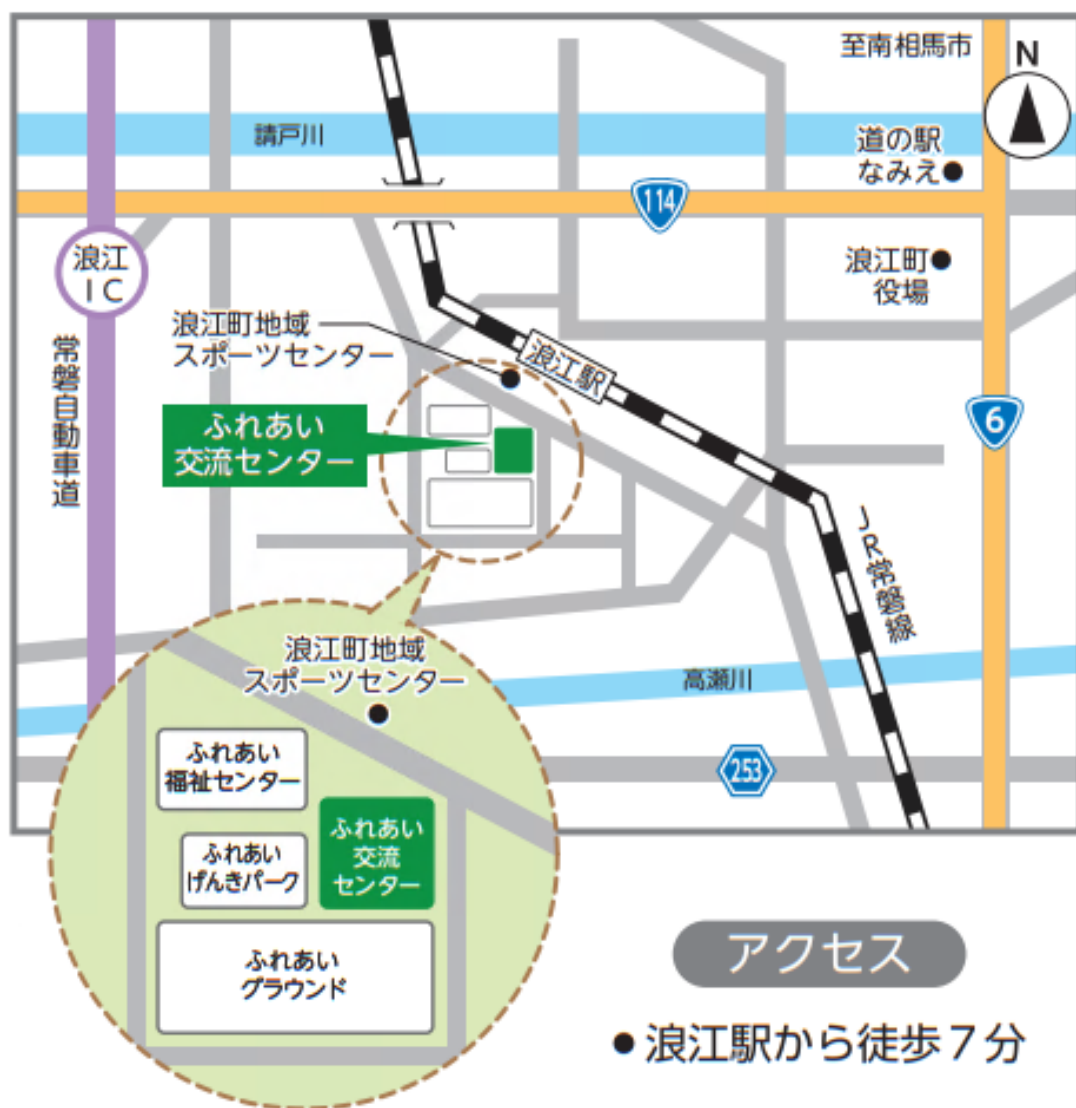 至南相馬市
N
請戸川
道の駅
なみえ
114
浪江
IC
浪江町
役場
浪江町地域
スポーツセンター
浪江駅
常磐自動車道
ふれあい
交流センター
6
JR常磐線
浪江町地域
スポーツセンター
高瀬川
253
ふれあい
福祉センター
ふれあい
交流
センター
ふれあい
げんきパーク
ふれあい
グラウンド
アクセス
●浪江駅から徒歩7分